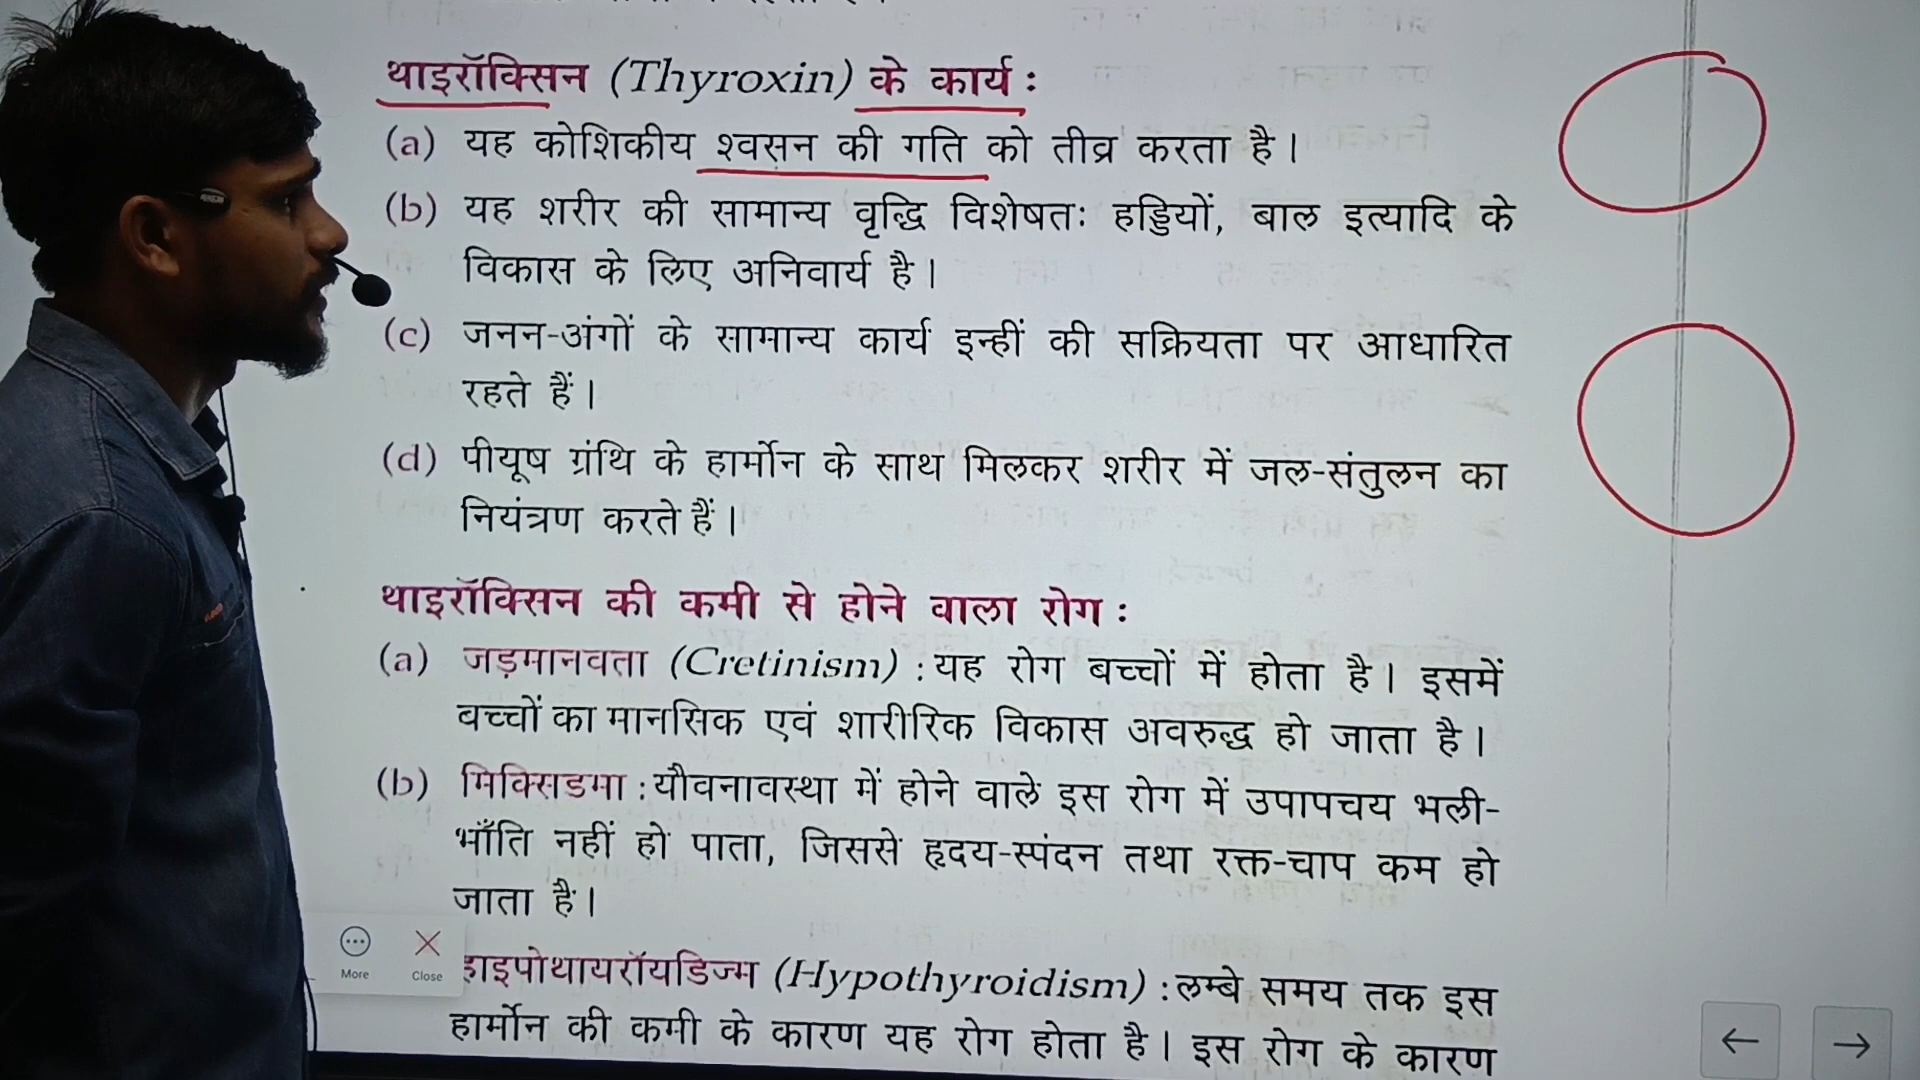 थाइरॉक्सिन (Thyroxin) के कार्य :
(a) यह कोशिकीय श्वसन की गति को तीव्र करता है।
(b) यह शरीर की सामान्य वृद्धि विशेषतः हड्डियों, बाल इत्यादि के
विकास के लिए अनिवार्य है।
(c) जनन-अंगों के सामान्य कार्य इन्हीं की सक्रियता पर आधारित
रहते हैं।
(d) पीयूष ग्रंथि के हार्मोन के साथ मिलकर शरीर में जल-संतुलन का
नियंत्रण करते हैं।
थाइरॉक्सिन की कमी से होने वाला रोग :
(a) जड़मानवता (Cretinism) : यह रोग बच्चों में होता है। इसमें
बच्चों का मानसिक एवं शारीरिक विकास अवरुद्ध हो जाता है।
(b) मिक्सिडमा : यौवनावस्था में होने वाले इस रोग में उपापचय भली-
भाँति नहीं हो पाता, जिससे हृदय-स्पंदन तथा रक्त-चाप कम हो
जाता है।
हाइपोथायरॉयडिज्म (Hypothyroidism) : लम्बे समय तक इस
हार्मोन की कमी के कारण यह रोग होता है। इस रोग के कारण
More Close